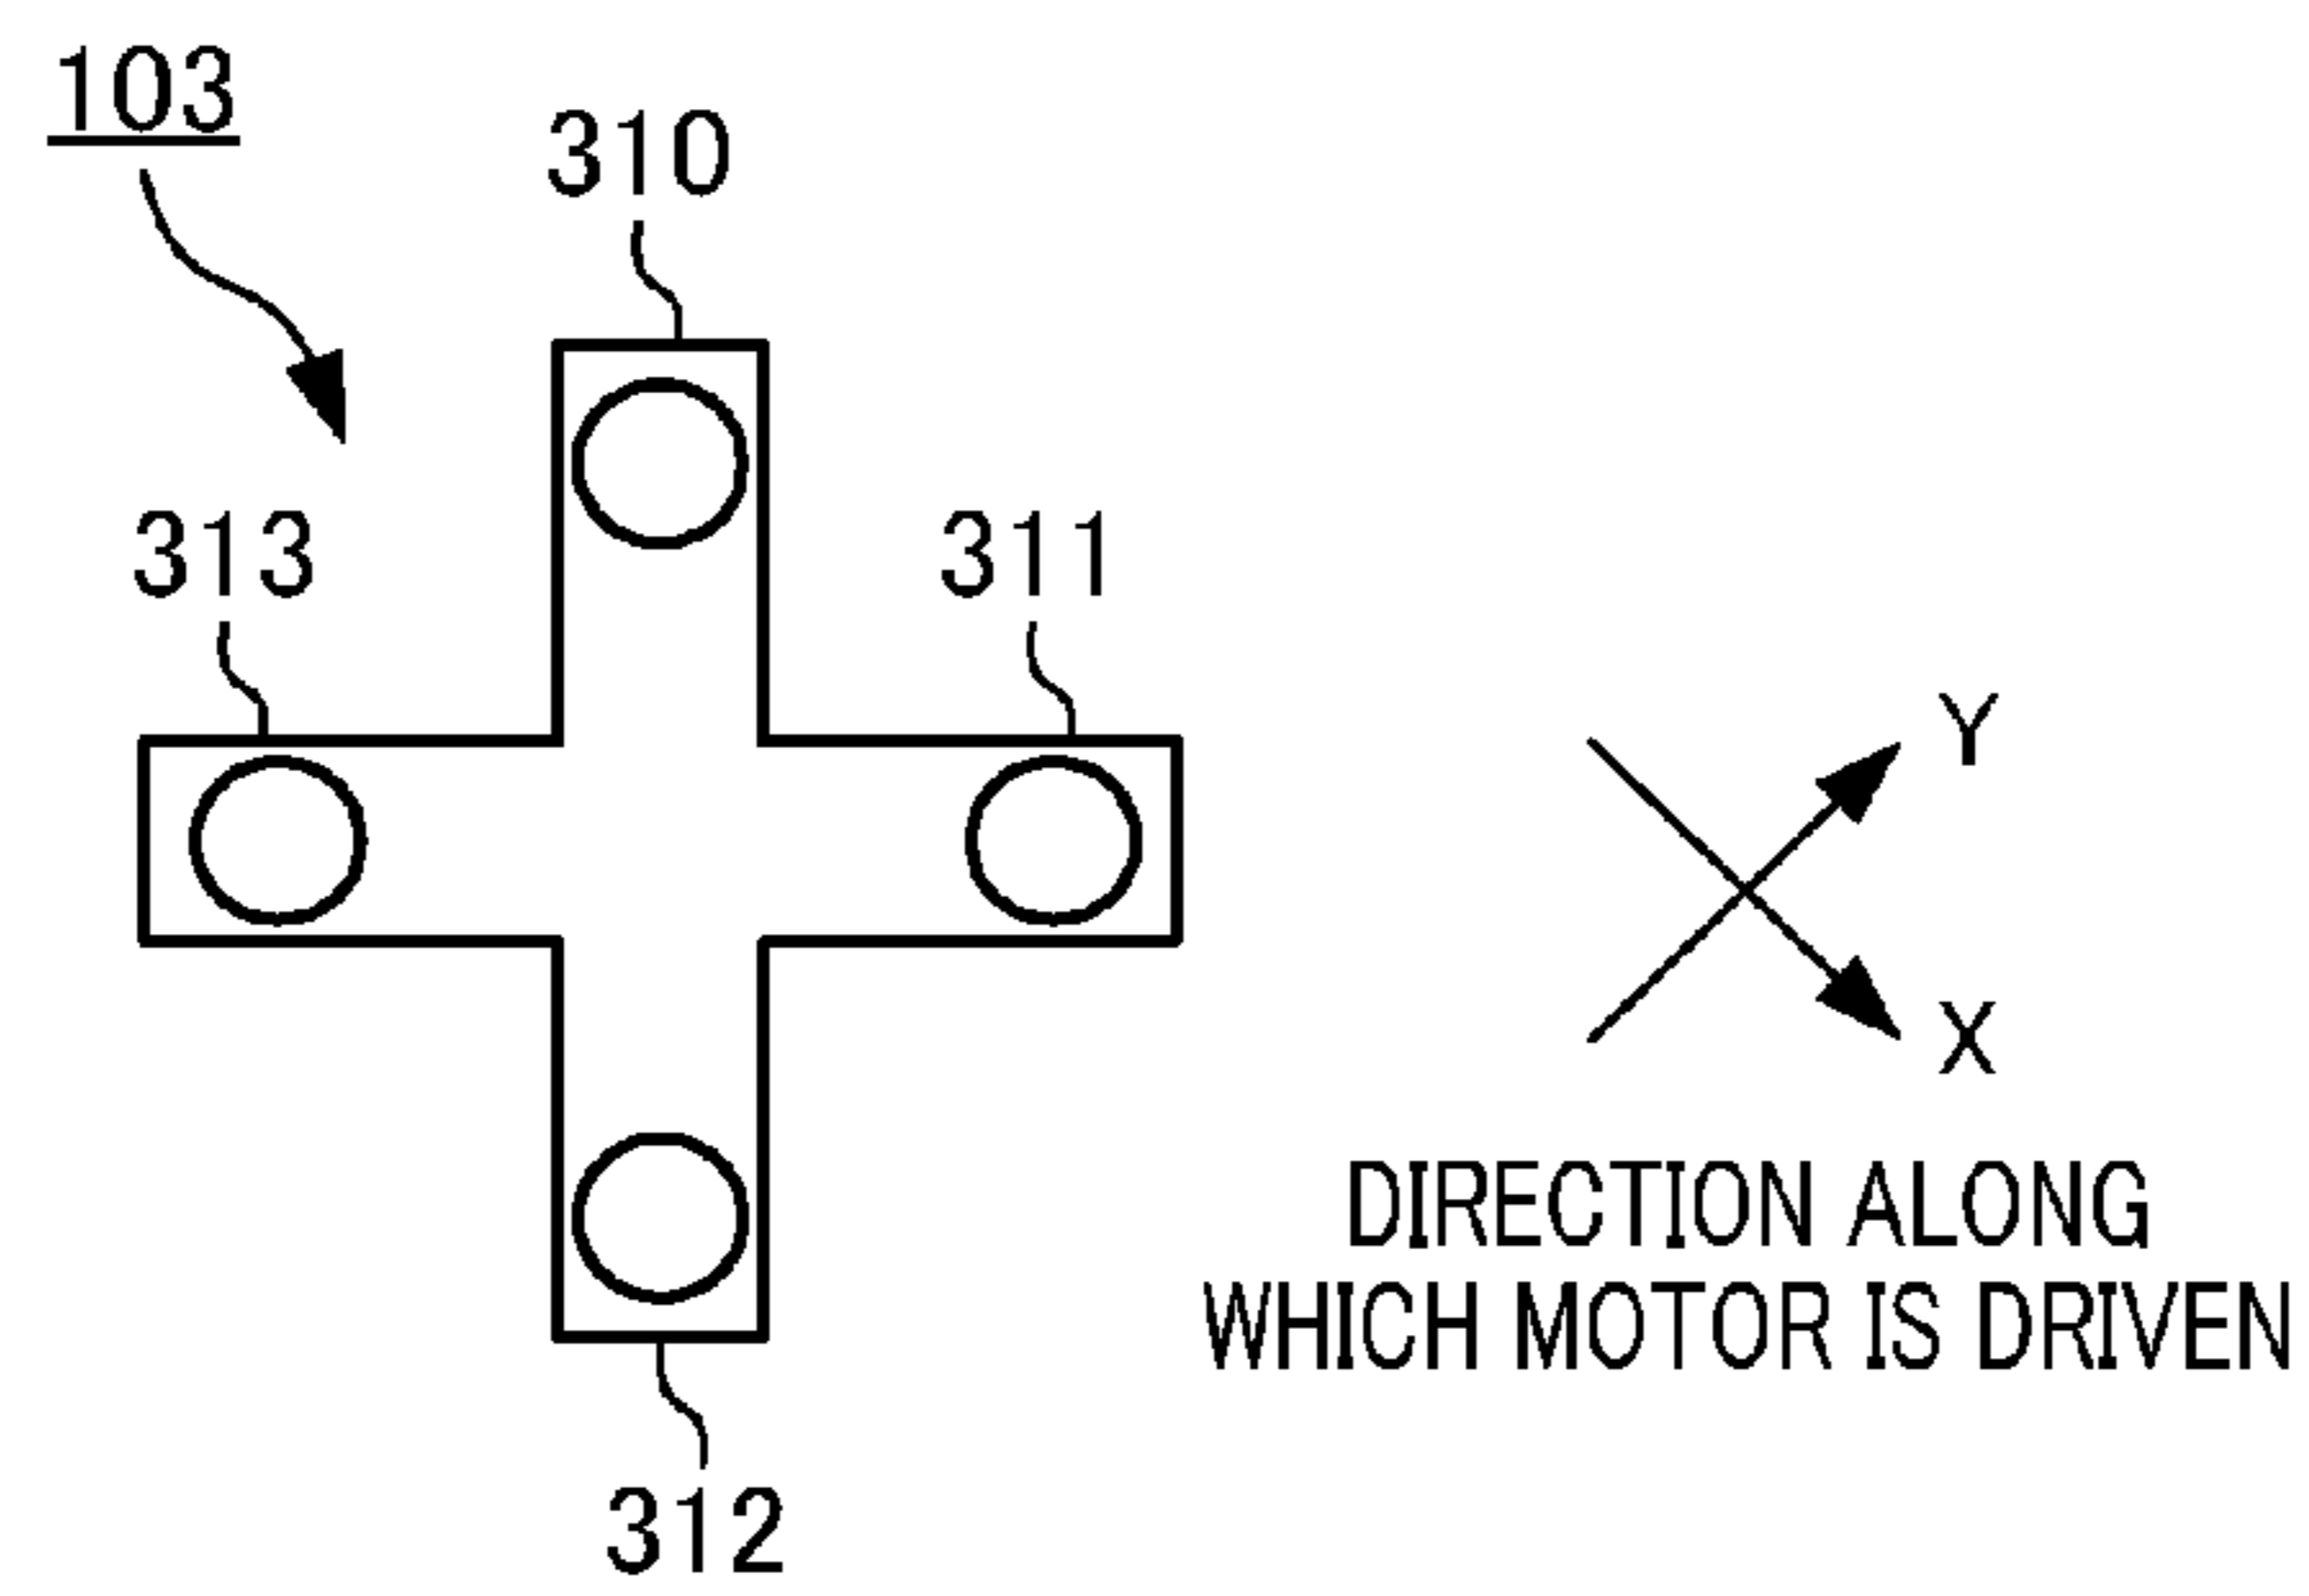 103
310
313
311
Y
X
DIRECTION ALONG
WHICH MOTOR IS DRIVEN
312